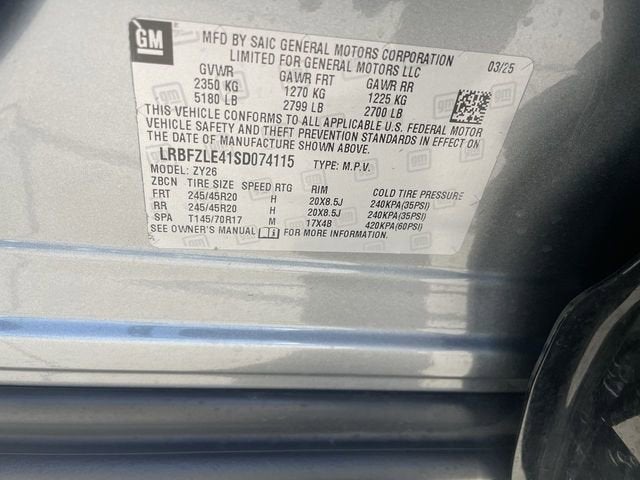 GM
MFD BY SAIC GENERAL MOTORS CORPORATION
LIMITED FOR GENERAL MOTORS LLC
03/25
GVWR GAWR FRT GAWR RR
2350 KG 1270 KG 1225 KG
5180 LB 2799 LB 2700 LB
THIS VEHICLE CONFORMS TO ALL APPLICABLE U.S. FEDERAL MOTOR
VEHICLE SAFETY AND THEFT PREVENTION STANDARDS IN EFFECT ON
THE DATE OF MANUFACTURE SHOWN ABOVE.
LRBFZLE41SD074115 TYPE: M.P.V.
MODEL: ZY26
ZBCN TIRE SIZE SPEED RTG RIM COLD TIRE PRESSURE
FRT 245/45R20 H 20X8.5J 240KPA(35PSI)
RR 245/45R20 H 20X8.5J 240KPA(35PSI)
SPA T145/70R17 M 17X4B 420KPA(60PSI)
SEE OWNER'S MANUAL FOR MORE INFORMATION.